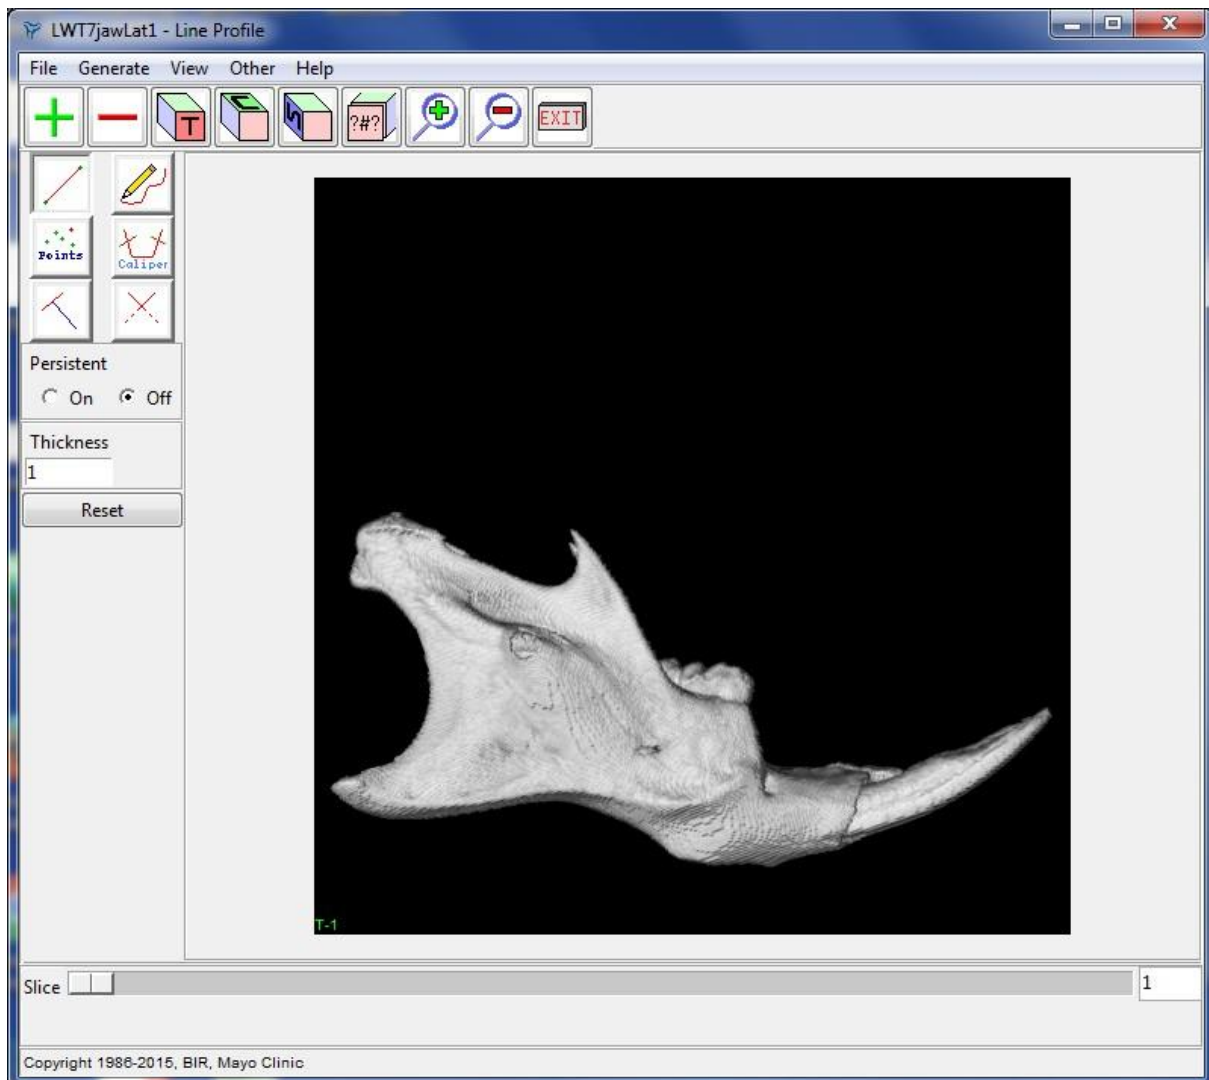 LWT7jawLat1 - Line Profile
File Generate View Other Help
T ?#? EXIT
Points Caliper
Persistent
On Off
Thickness
1
Reset
T-1
Slice 1
Copyright 1986-2015, BIR, Mayo Clinic